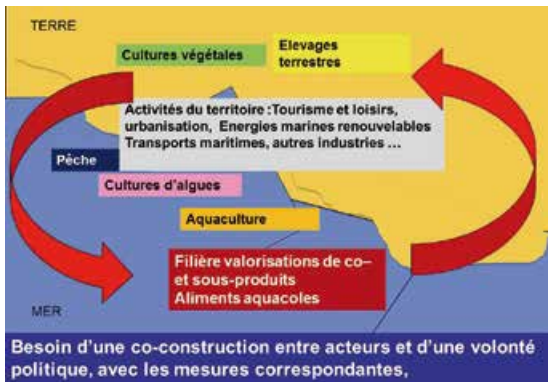 TERRE
Cultures végétales
Elevages
terrestres
Activités du territoire :Tourisme et loisirs,
urbanisation, Energies marines renouvelables
Transports maritimes, autres industries ...
Pêche
Cultures d'algues
Aquaculture
Filière valorisations de co–
et sous-produits
Aliments aquacoles
MER
Besoin d'une co-construction entre acteurs et d'une volonté
politique, avec les mesures correspondantes,